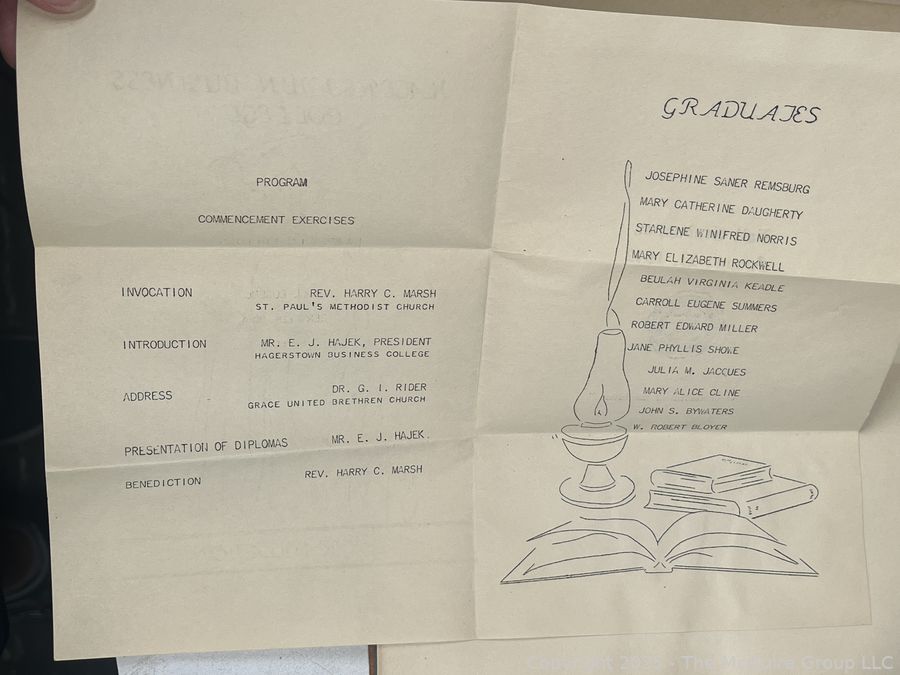 PROGRAM
COMMENCEMENT EXERCISES
INVOCATION REV. HARRY C. MARSH
ST. PAUL'S METHODIST CHURCH
INTRODUCTION MR. E. J. HAJEK, PRESIDENT
HAGERSTOWN BUSINESS COLLEGE
ADDRESS DR. G. I. RIDER
GRACE UNITED BRETHREN CHURCH
PRESENTATION OF DIPLOMAS MR. E. J. HAJEK.
BENEDICTION REV. HARRY C. MARSH
GRADUATES
JOSEPHINE SANER REMSBURG
MARY CATHERINE DAUGHERTY
STARLENE WINIFRED NORRIS
MARY ELIZABETH ROCKWELL
BEULAH VIRGINIA KEADLE
CARROLL EUGENE SUMMERS
ROBERT EDWARD MILLER
JANE PHYLLIS SHOWE
JULIA M. JACQUES
MARY ALICE CLINE
JOHN S. BYWATERS
W. ROBERT BLOYER
Copyright 2025 - The McGuire Group LLC